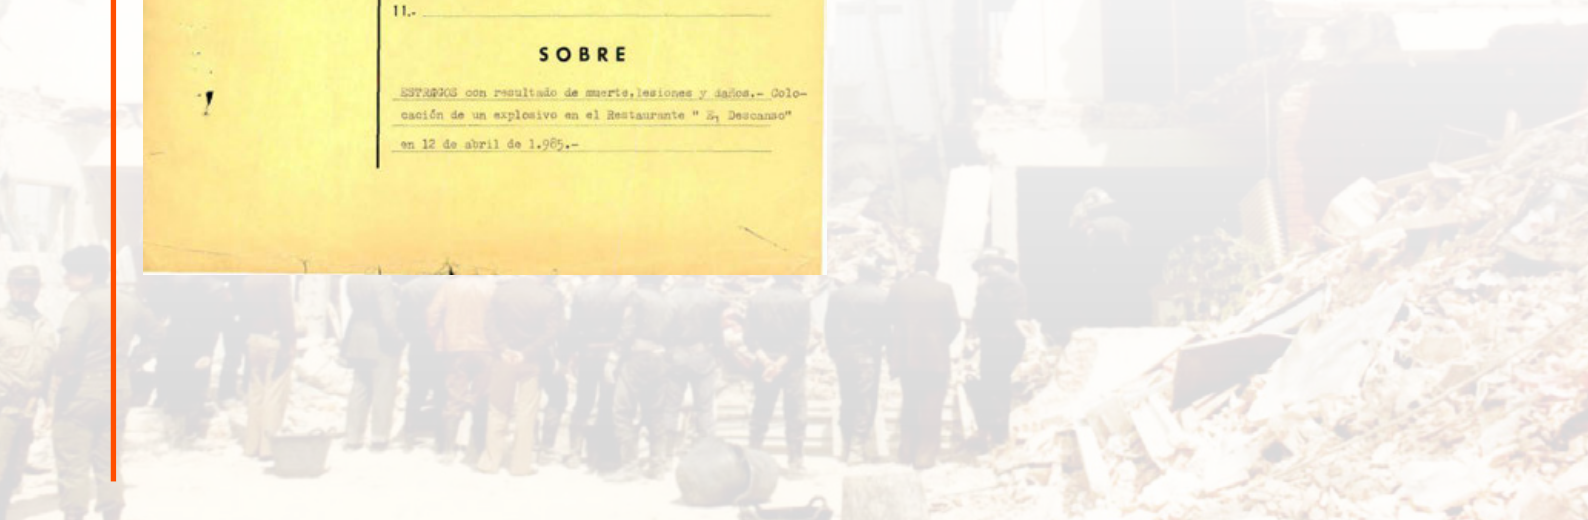 11.-
SOBRE
ESTRAGOS con resultado de muerte,lesiones y daños.- Colo-
cación de un explosivo en el Restaurante " El Descanso"
en 12 de abril de 1.985.-